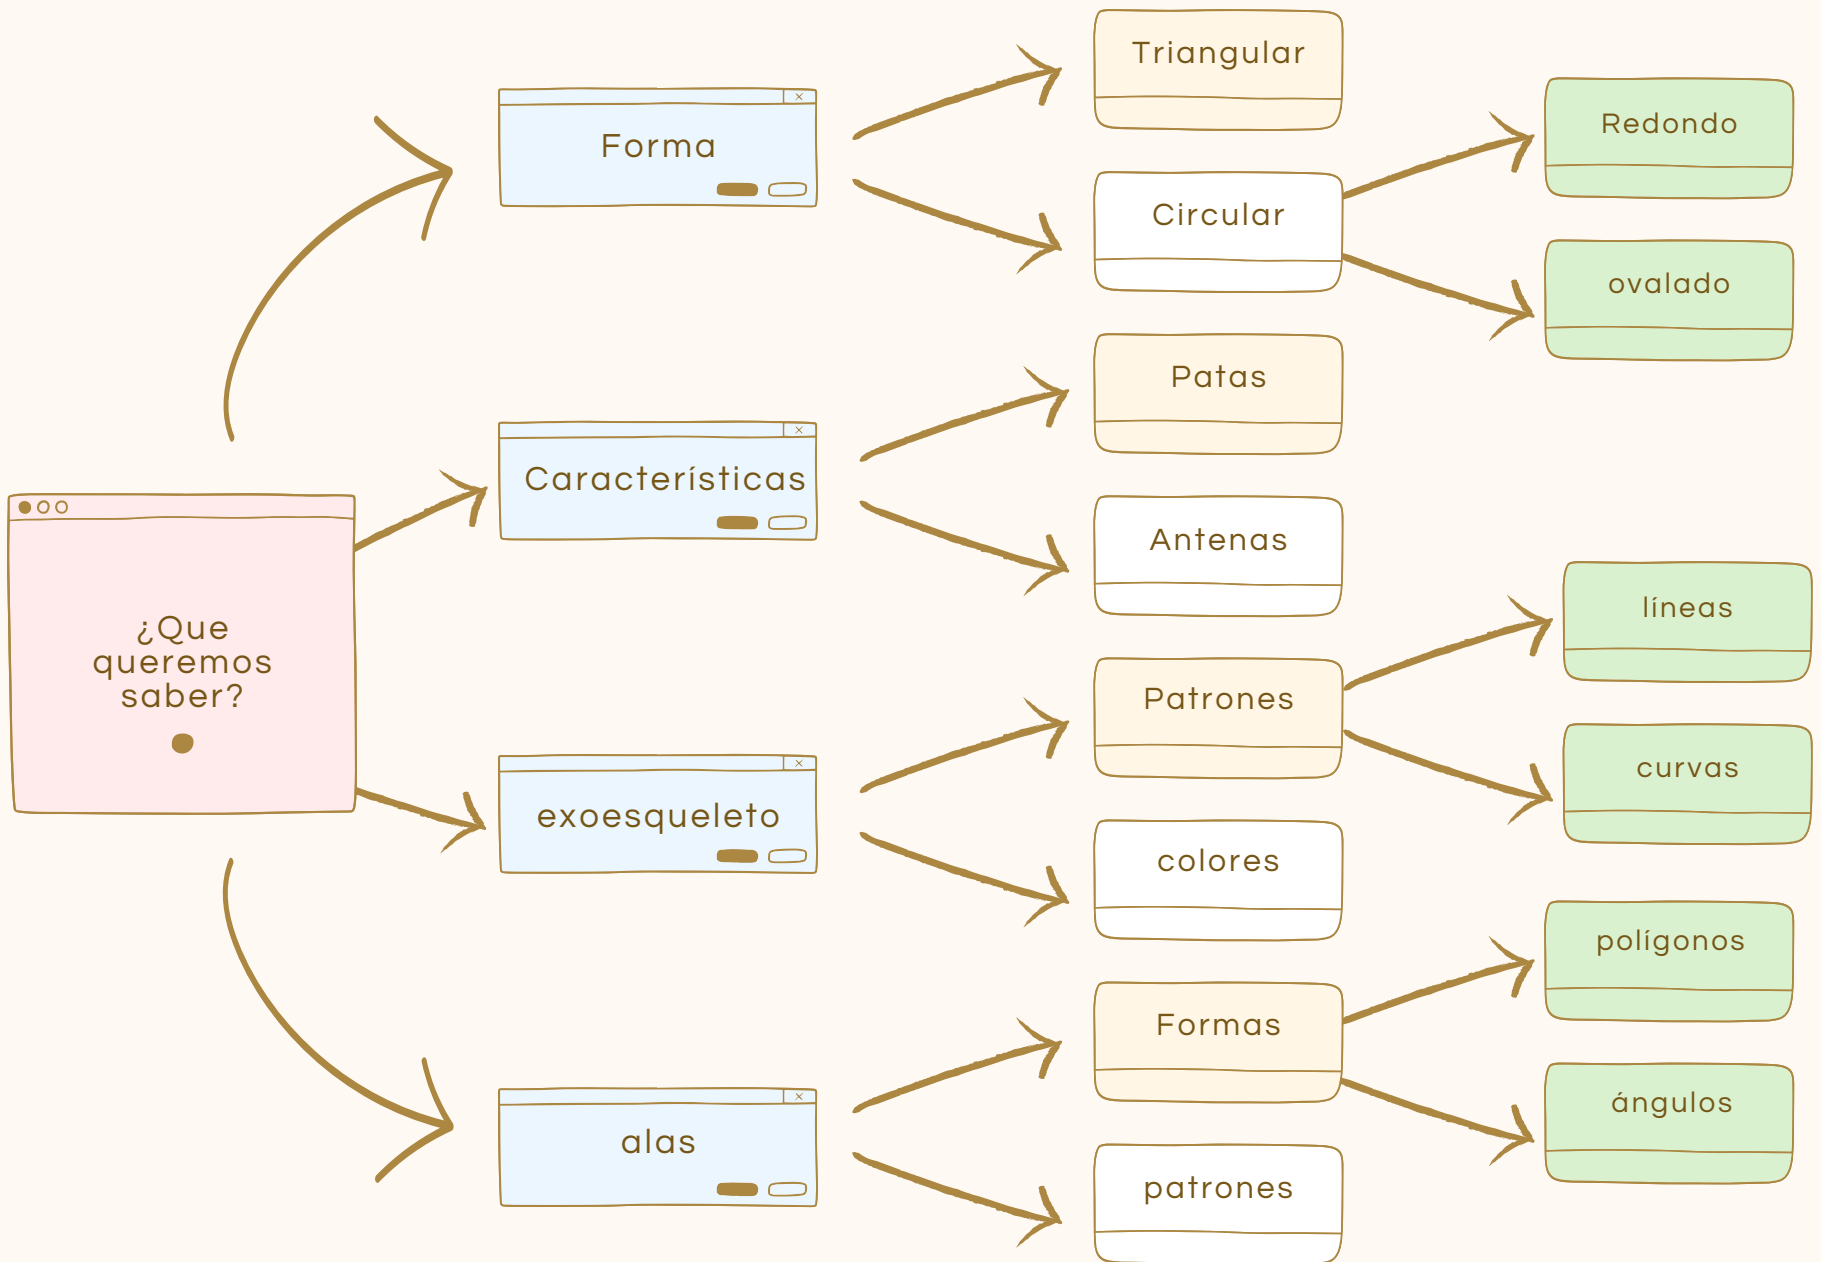 Triangular
Forma
Redondo
Circular
ovalado
Patas
Características
Antenas
¿Que
queremos
saber?
líneas
Patrones
curvas
exoesqueleto
colores
polígonos
Formas
ángulos
alas
patrones